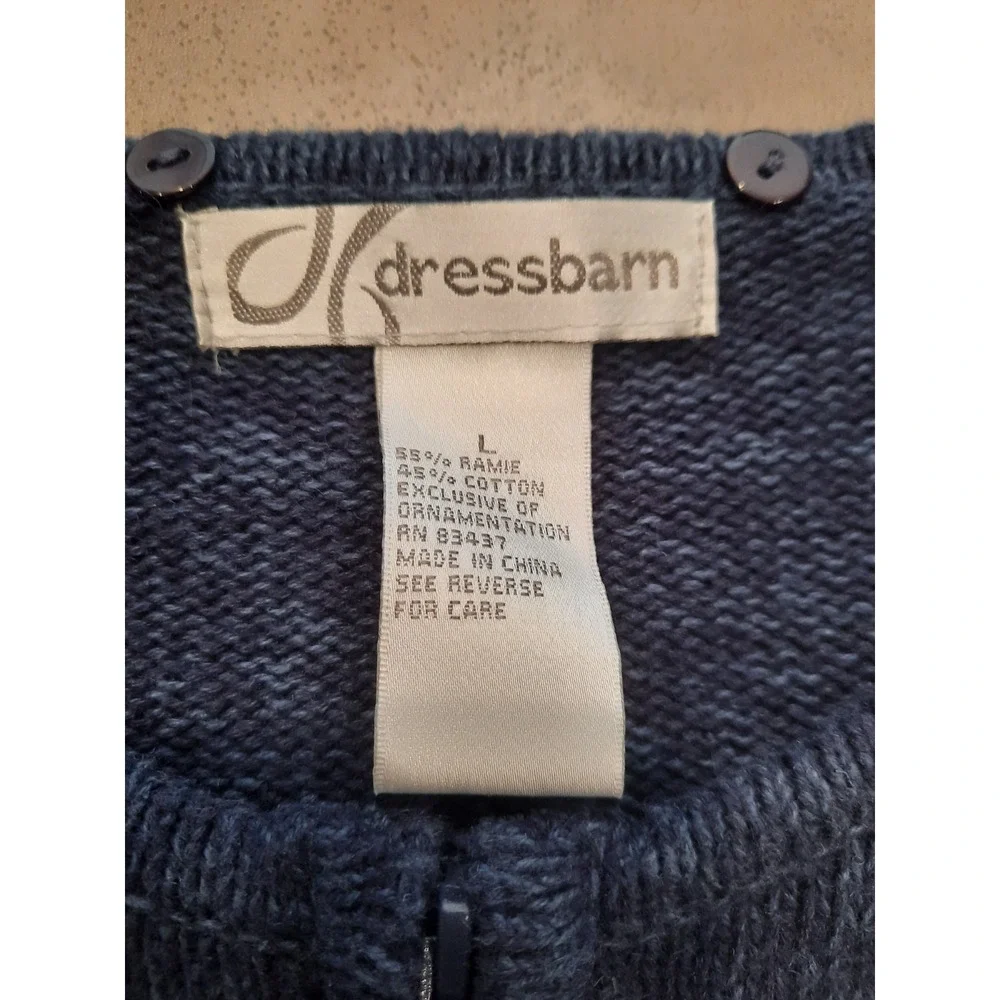 dressbarn
L
55% RAMIE
45% COTTON
EXCLUSIVE OF
ORNAMENTATION
RN 83437
MADE IN CHINA
SEE REVERSE
FOR CARE